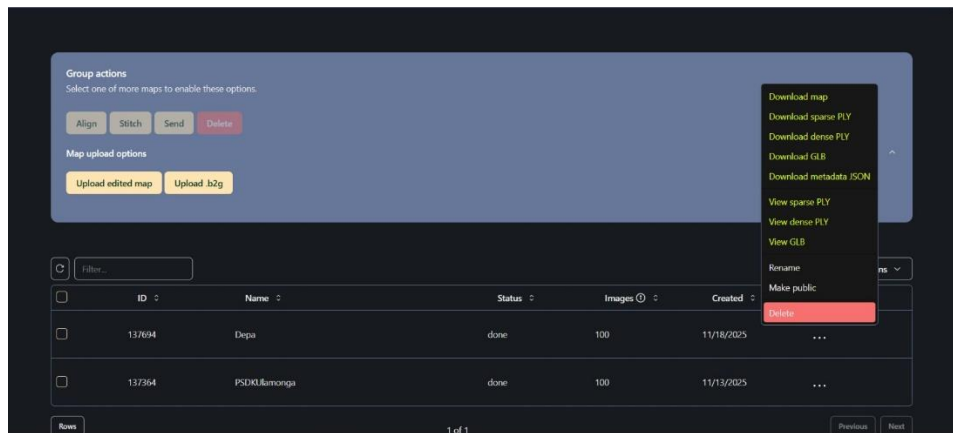 Group actions
Select one of more maps to enable these options.
Align Stitch Send Delete
Map upload options
Upload edited map Upload .b2g
Download map
Download sparse PLY
Download dense PLY
Download GLB
Download metadata JSON
View sparse PLY
View dense PLY
View GLB
Rename
Make public
Delete
Filter...
ID Name Status Images Created
137694 Depa done 100 11/18/2025 ...
137364 PSDKUlamonga done 100 11/13/2025 ...
Rows 1 of 1 Previous Next